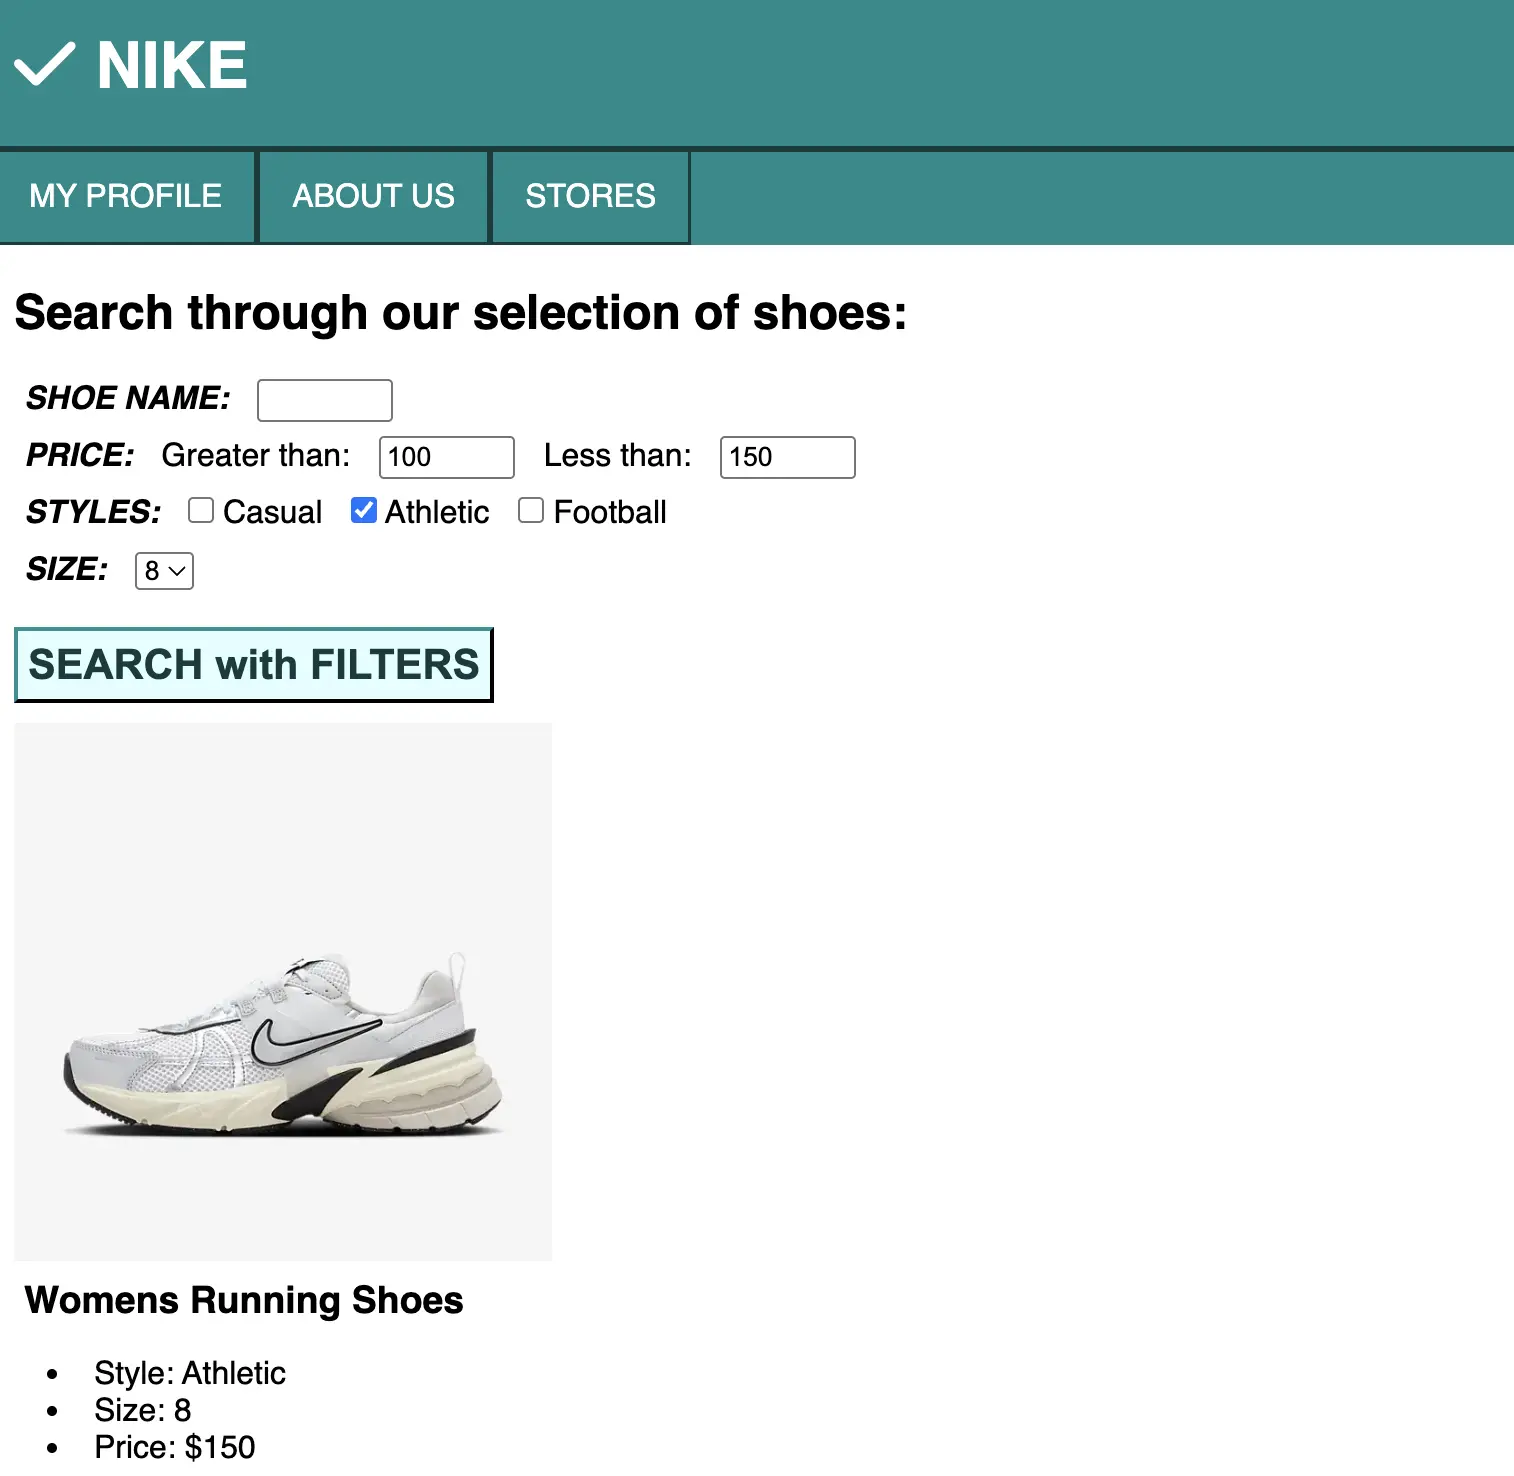 NIKE
MY PROFILE ABOUT US STORES
Search through our selection of shoes:
SHOE NAME:
PRICE: Greater than: 100 Less than: 150
STYLES: Casual Athletic Football
SIZE: 8
SEARCH with FILTERS
Womens Running Shoes
• Style: Athletic
• Size: 8
• Price: $150